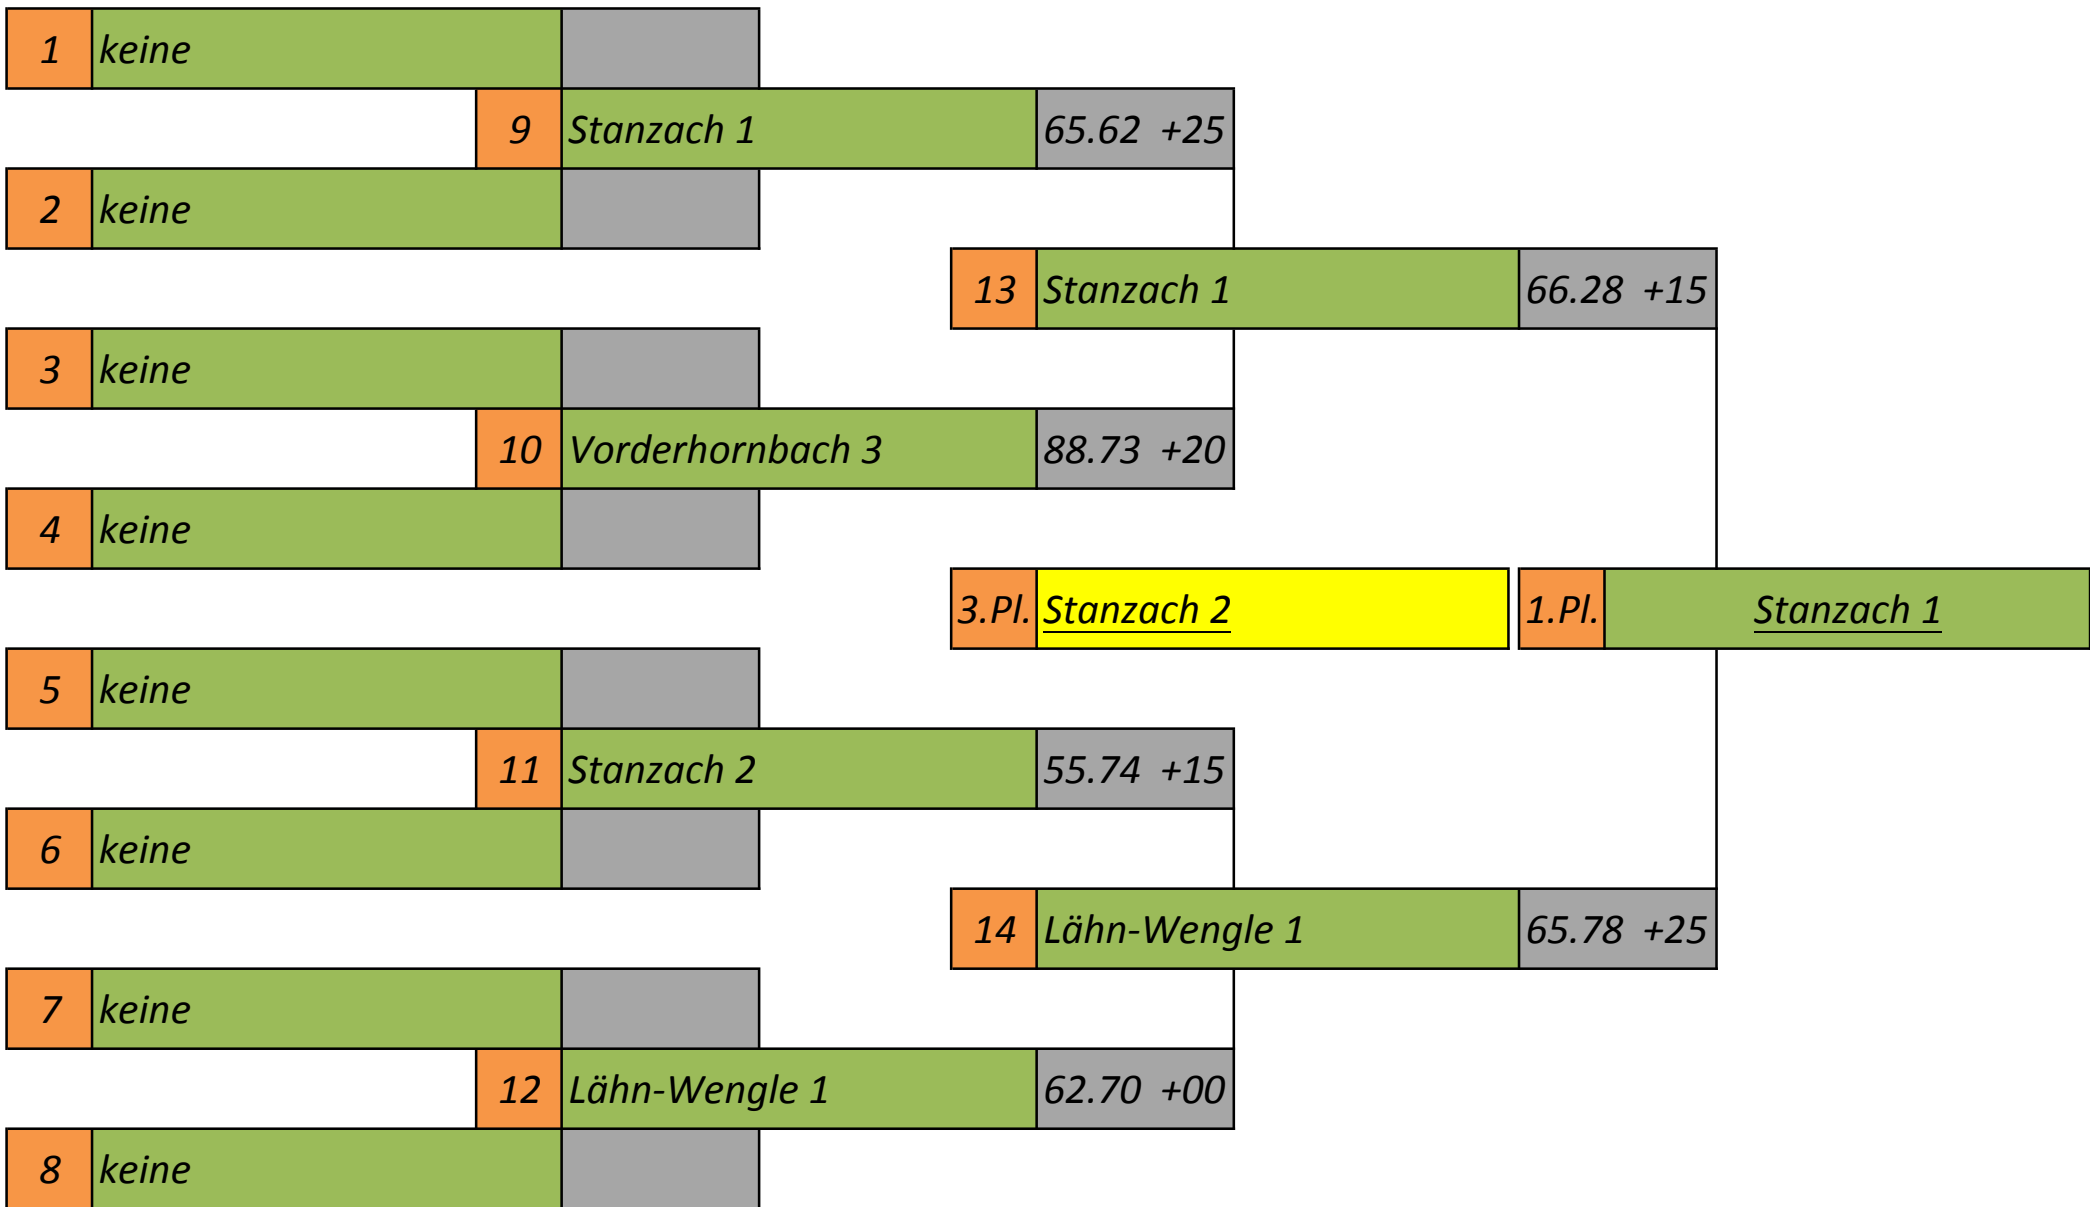 1 keine
9 Stanzach 1 65.62 +25
2 keine
13 Stanzach 1 66.28 +15
3 keine
10 Vorderhornbach 3 88.73 +20
4 keine
3.Pl. Stanzach 2 1.Pl. Stanzach 1
5 keine
11 Stanzach 2 55.74 +15
6 keine
14 Lähn-Wengle 1 65.78 +25
7 keine
12 Lähn-Wengle 1 62.70 +00
8 keine